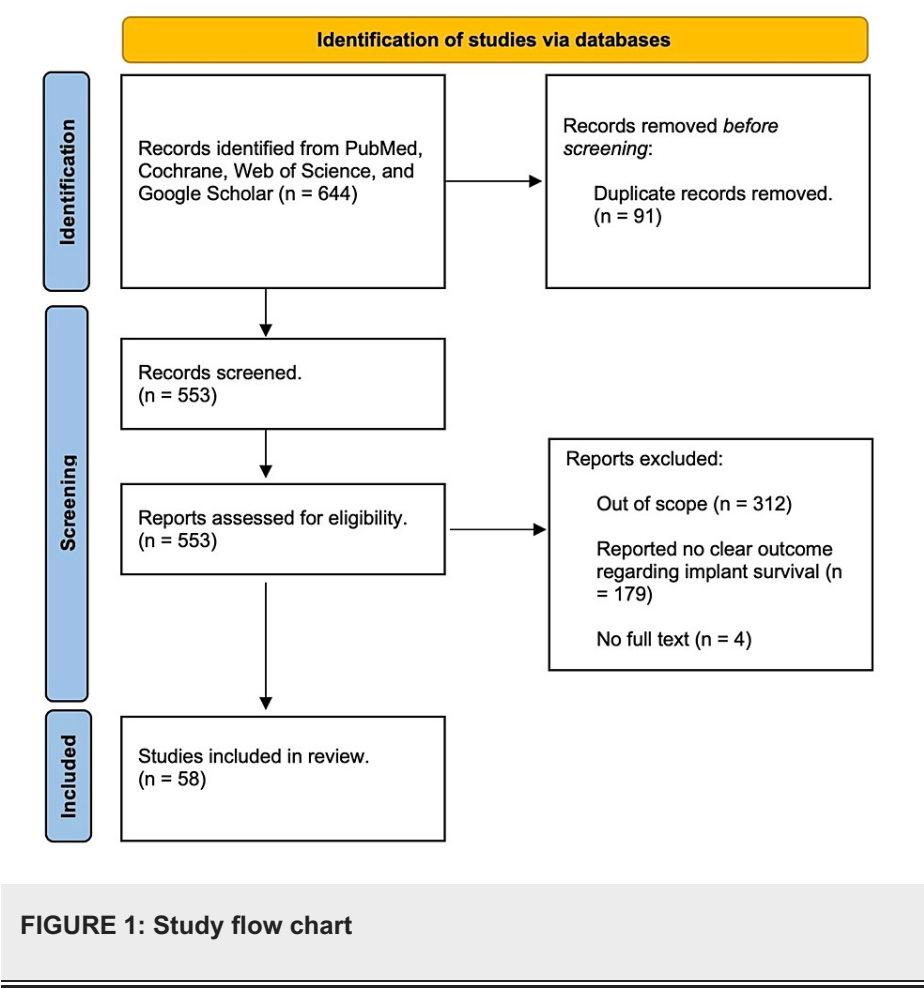 Identification of studies via databases
Identification
Records identified from PubMed,
Cochrane, Web of Science, and
Google Scholar (n = 644)
Records removed before
screening:
Duplicate records removed.
(n = 91)
Screening
Records screened.
(n = 553)
Reports assessed for eligibility.
(n = 553)
Reports excluded:
Out of scope (n = 312)
Reported no clear outcome
regarding implant survival (n
= 179)
No full text (n = 4)
Included
Studies included in review.
(n = 58)
FIGURE 1: Study flow chart